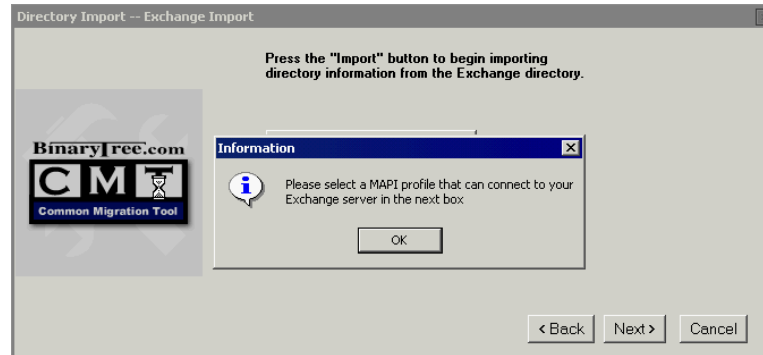 Directory Import -- Exchange Import
Press the "Import" button to begin importing
directory information from the Exchange directory.
BinaryTree.com
CMT
Common Migration Tool
Information
Please select a MAPI profile that can connect to your
Exchange server in the next box
OK
< Back Next > Cancel